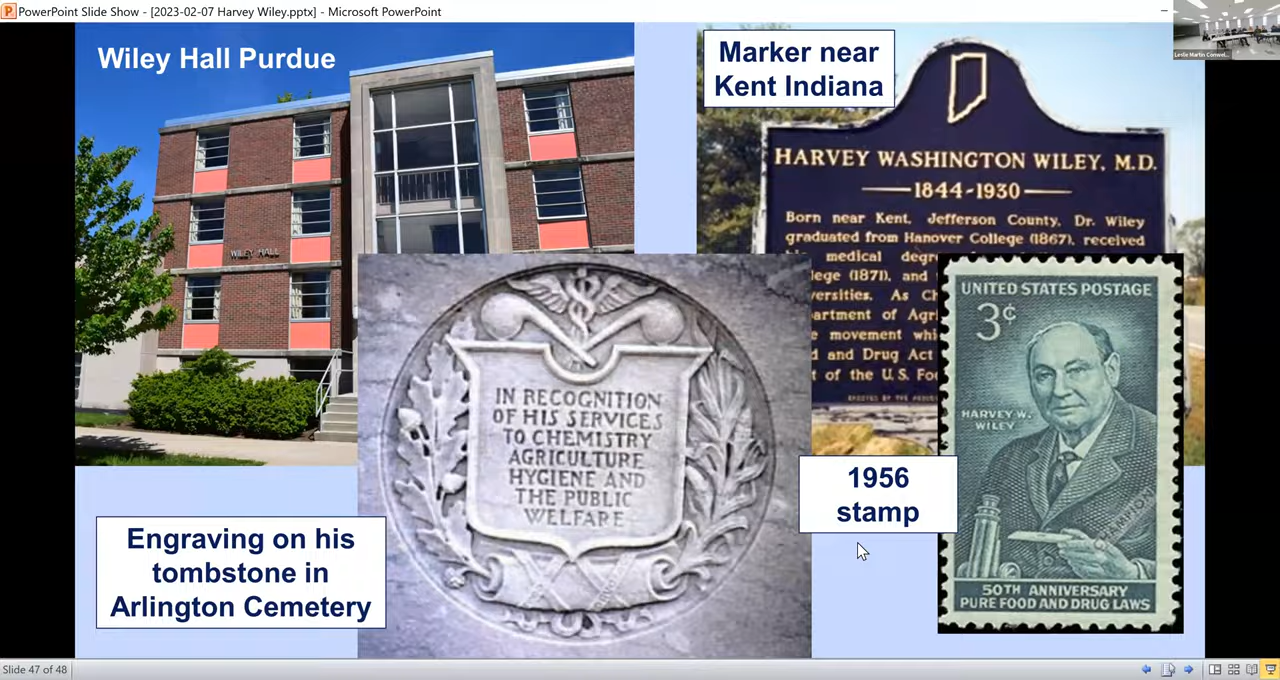 PowerPoint Slide Show - [2023-02-07 Harvey Wiley.pptx] - Microsoft PowerPoint
Wiley Hall Purdue
WILEY HALL
Marker near
Kent Indiana
HARVEY WASHINGTON WILEY, M.D.
1844-1930
Born near Kent, Jefferson County, Dr. Wiley
graduated from Hanover College (1867), received
medical
(1871), and
As
movement
and Drug Act
of the U.S.
IN RECOGNITION
OF HIS SERVICES
TO CHEMISTRY
AGRICULTURE
HYGIENE AND
THE PUBLIC
WELFARE
Engraving on his
tombstone in
Arlington Cemetery
1956
stamp
UNITED STATES POSTAGE
3¢
HARVEY W.
WILEY
50TH ANNIVERSARY
PURE FOOD AND DRUG LAWS
Slide 47 of 48